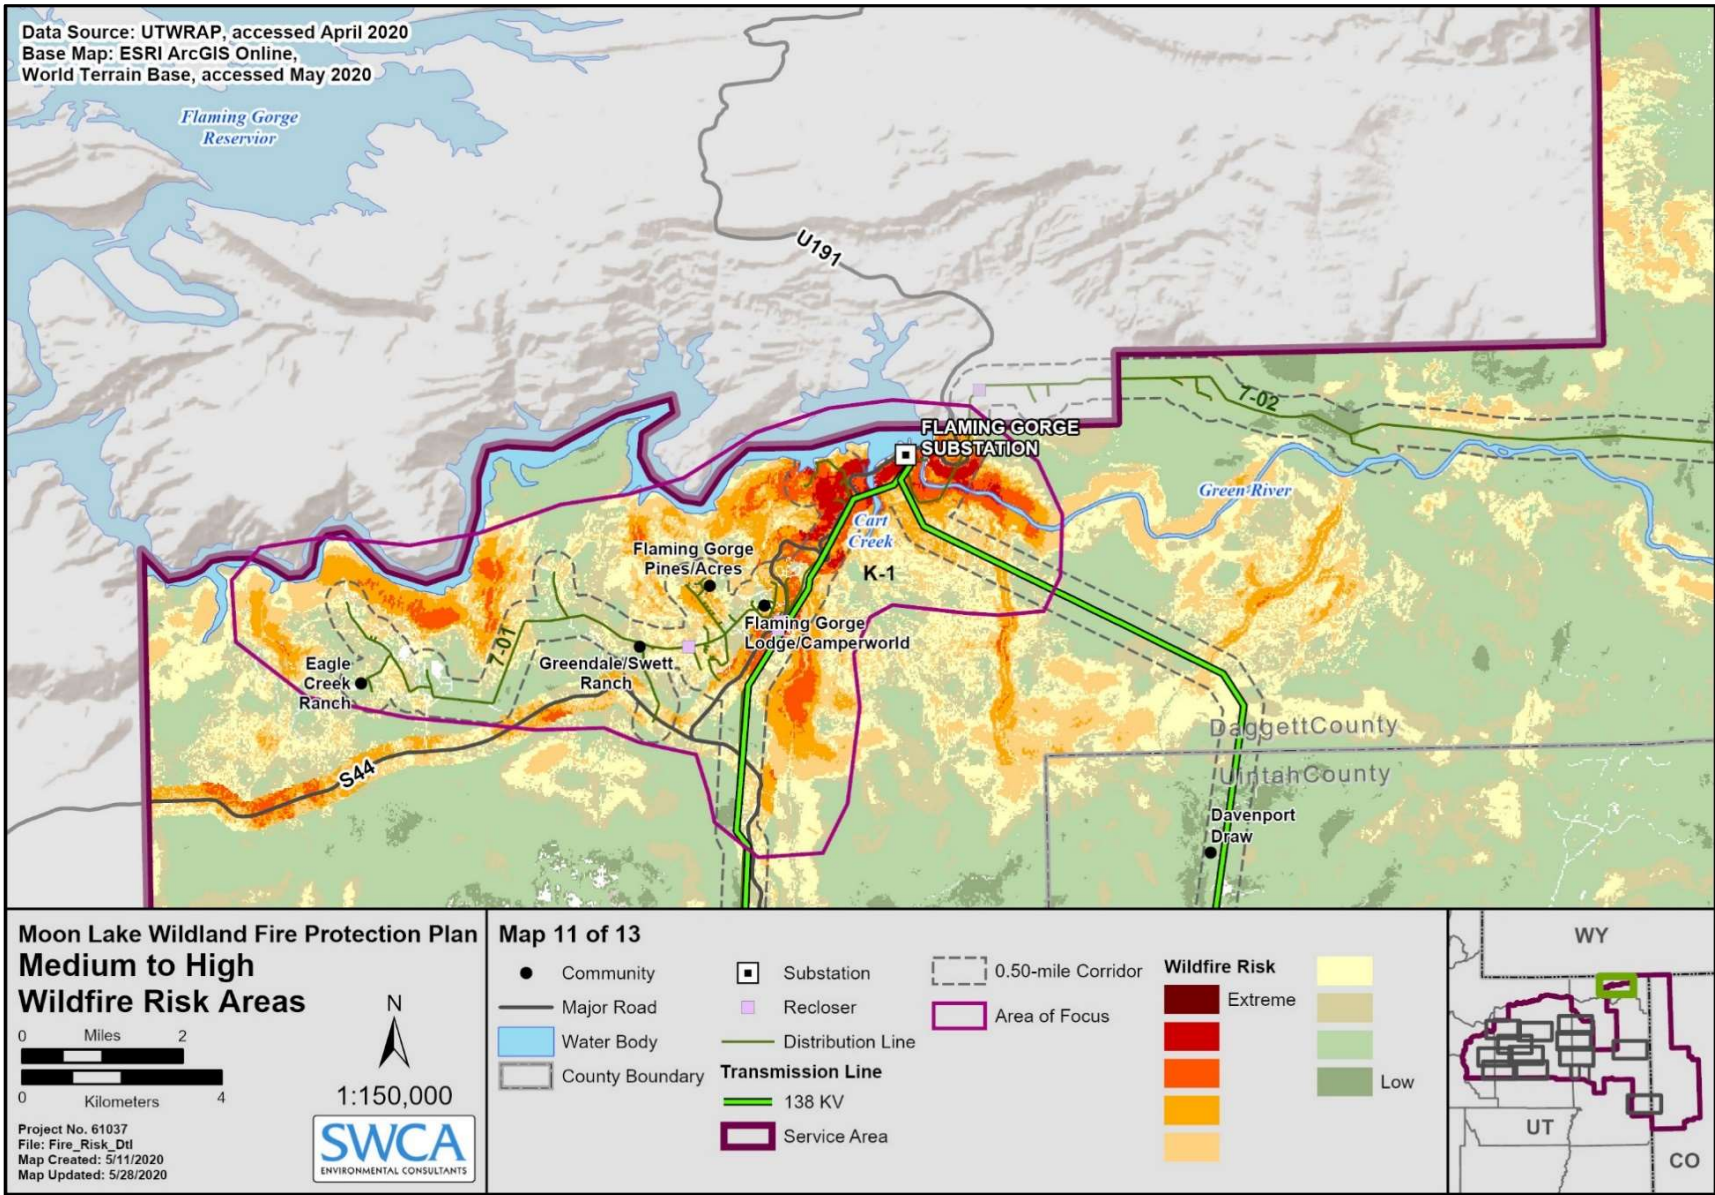 Data Source: UTWRAP, accessed April 2020
Base Map: ESRI ArcGIS Online,
World Terrain Base, accessed May 2020
Flaming Gorge
Reservior
U191
7-02
FLAMING GORGE
SUBSTATION
Green River
Cart
Creek
K-1
Flaming Gorge
Pines/Acres
Flaming Gorge
Lodge/Camperworld
7-01
Greendale/Swett
Ranch
Eagle
Creek
Ranch
S44
DaggettCounty
UintahCounty
Davenport
Draw
Moon Lake Wildland Fire Protection Plan
Medium to High
Wildfire Risk Areas
0 Miles 2
0 Kilometers 4
N
1:150,000
Project No. 61037
File: Fire_Risk_Dtl
Map Created: 5/11/2020
Map Updated: 5/28/2020
SWCA
ENVIRONMENTAL CONSULTANTS
Map 11 of 13
Community
Major Road
Water Body
County Boundary
Substation
Recloser
Distribution Line
Transmission Line
138 KV
Service Area
0.50-mile Corridor
Area of Focus
Wildfire Risk
Extreme
Low
WY
UT
CO